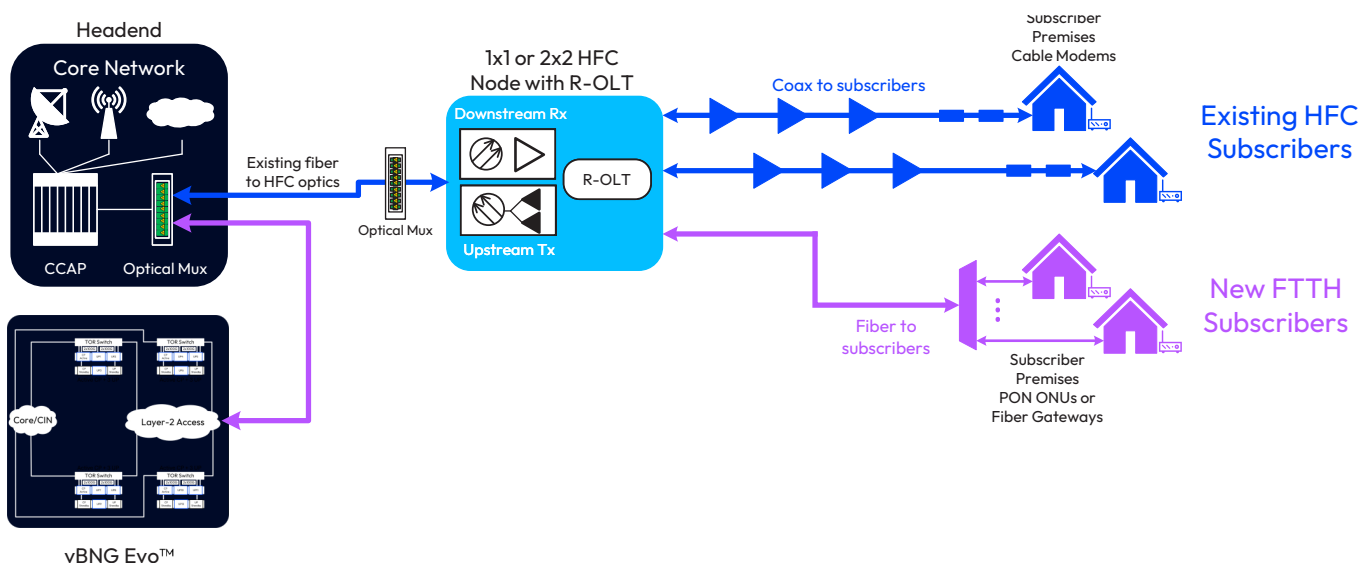 Headend
Core Network
CCAP
Optical Mux
Existing fiber
to HFC optics
Optical Mux
1x1 or 2x2 HFC
Node with R-OLT
Downstream Rx
R-OLT
Upstream Tx
Coax to subscribers
Subscriber
Premises
Cable Modems
Existing HFC
Subscribers
Fiber to
subscribers
Subscriber
Premises
PON ONUs or
Fiber Gateways
New FTTH
Subscribers
TOR Switch
TOR Switch
Core/CIN
Layer-2 Access
TOR Switch
TOR Switch
vBNG Evo™